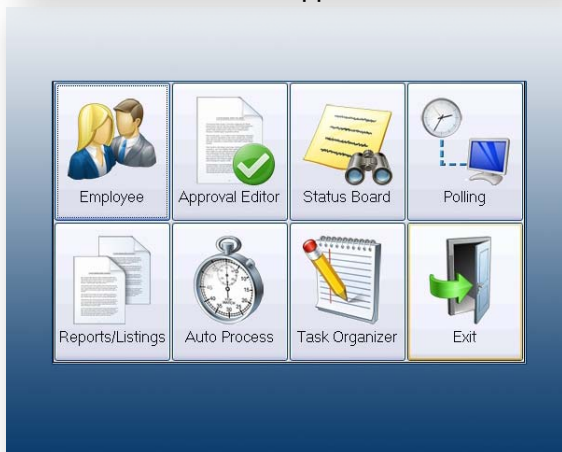 Employee
Approval Editor
Status Board
Polling
Reports/Listings
Auto Process
Task Organizer
Exit